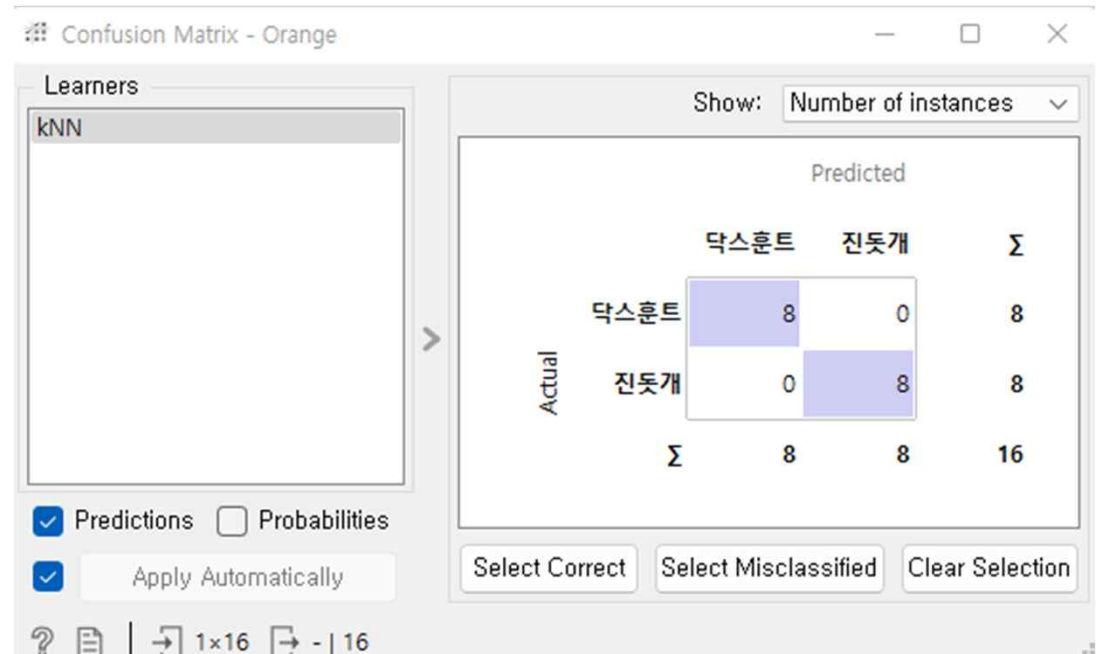 Confusion Matrix - Orange
Learners
kNN
Show: Number of instances
Predicted
닥스훈트 진돗개 Σ
닥스훈트 8 0 8
Actual
진돗개 0 8 8
Σ 8 8 16
Predictions Probabilities
Apply Automatically
Select Correct Select Misclassified Clear Selection
1×16 - | 16